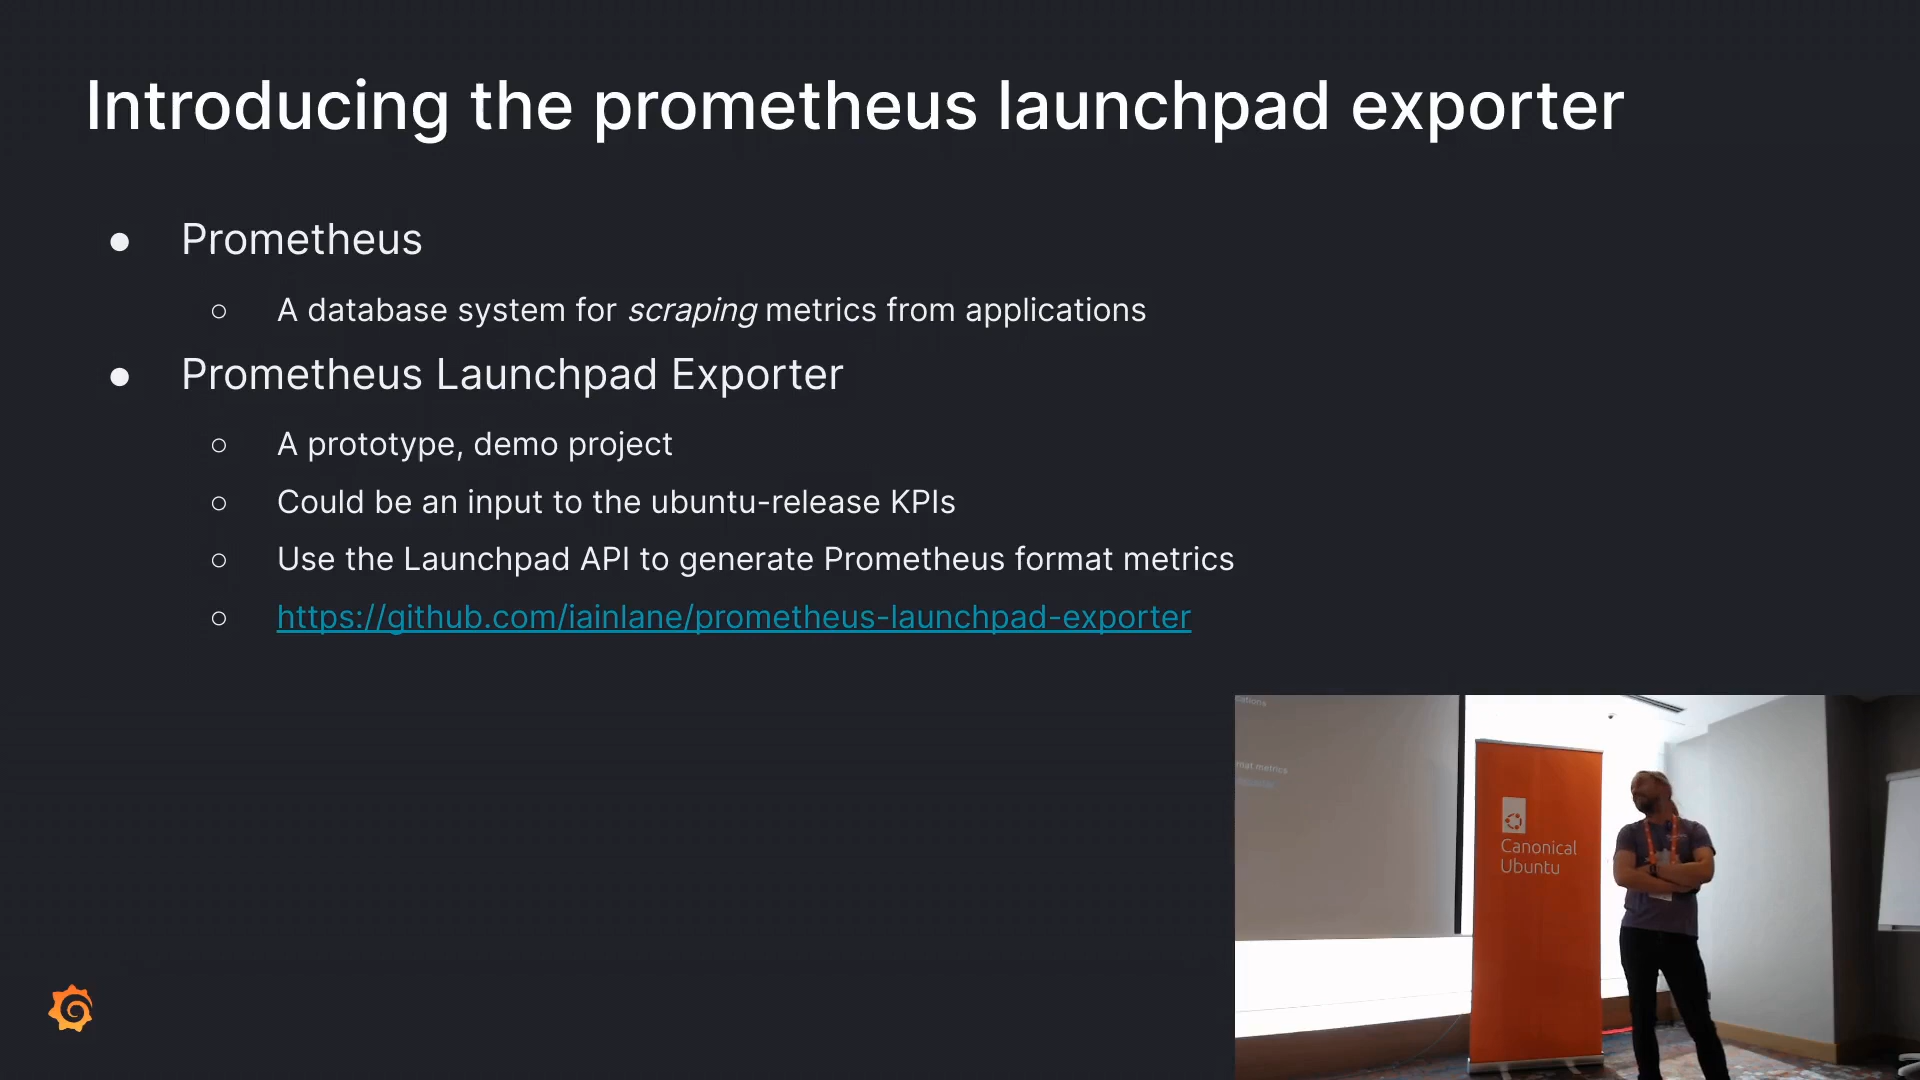 Introducing the prometheus launchpad exporter
Prometheus
A database system for scraping metrics from applications
Prometheus Launchpad Exporter
A prototype, demo project
Could be an input to the ubuntu-release KPIs
Use the Launchpad API to generate Prometheus format metrics
https://github.com/iainlane/prometheus-launchpad-exporter
metrics
Canonical
Ubuntu